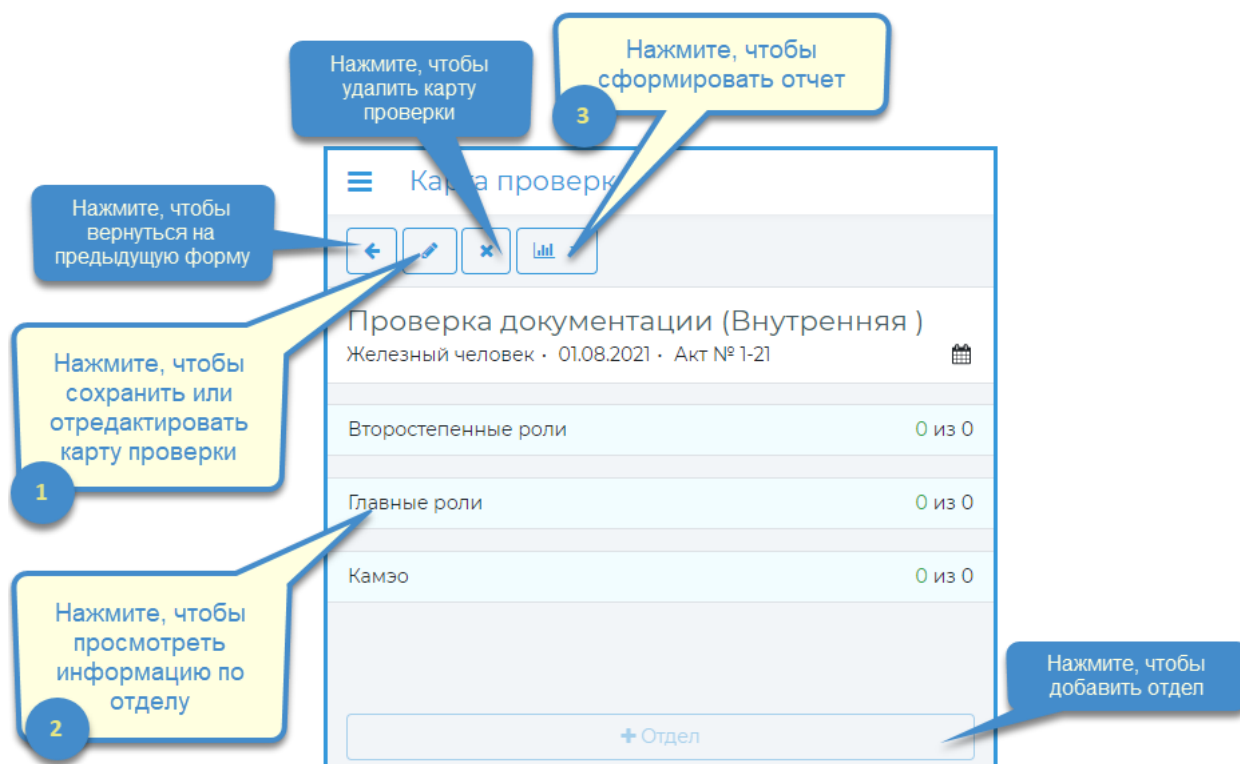 Нажмите, чтобы
сформировать отчет
3
Нажмите, чтобы
удалить карту
проверки
Нажмите, чтобы
вернуться на
предыдущую форму
Карта проверк
Нажмите, чтобы
сохранить или
отредактировать
карту проверки
1
Проверка документации (Внутренняя )
Железный человек · 01.08.2021 · Акт № 1-21
Второстепенные роли 0 из 0
Главные роли 0 из 0
Камэо 0 из 0
Нажмите, чтобы
просмотреть
информацию по
отделу
2
Нажмите, чтобы
добавить отдел
+ Отдел